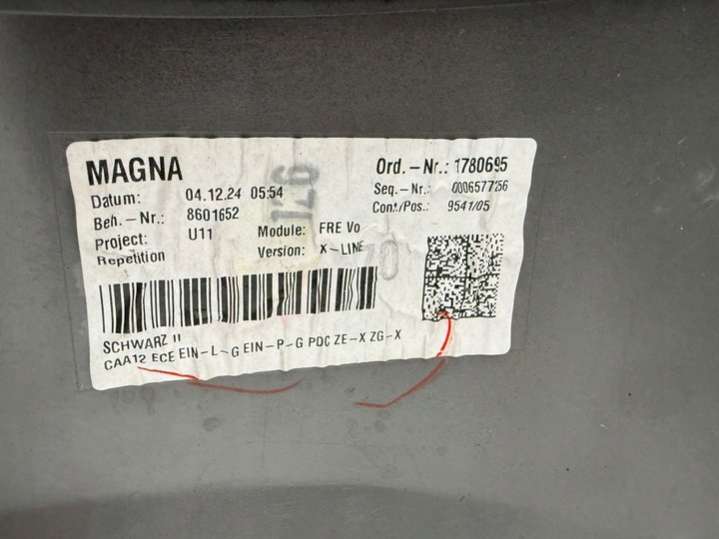 MAGNA
Datum: 04.12.24 05:54
Beh.-Nr.: 8601652
Project: U11
Repetition
Module: FRE Vo
Version: X-LINE
Ord.-Nr.: 1780695
Seq.-Nr.: 0006577256
Cont/Pos.: 9541/05
SCHWARZ II
CAA12 ECE EIN-L-G EIN-P-G PDC ZE-X ZG-X